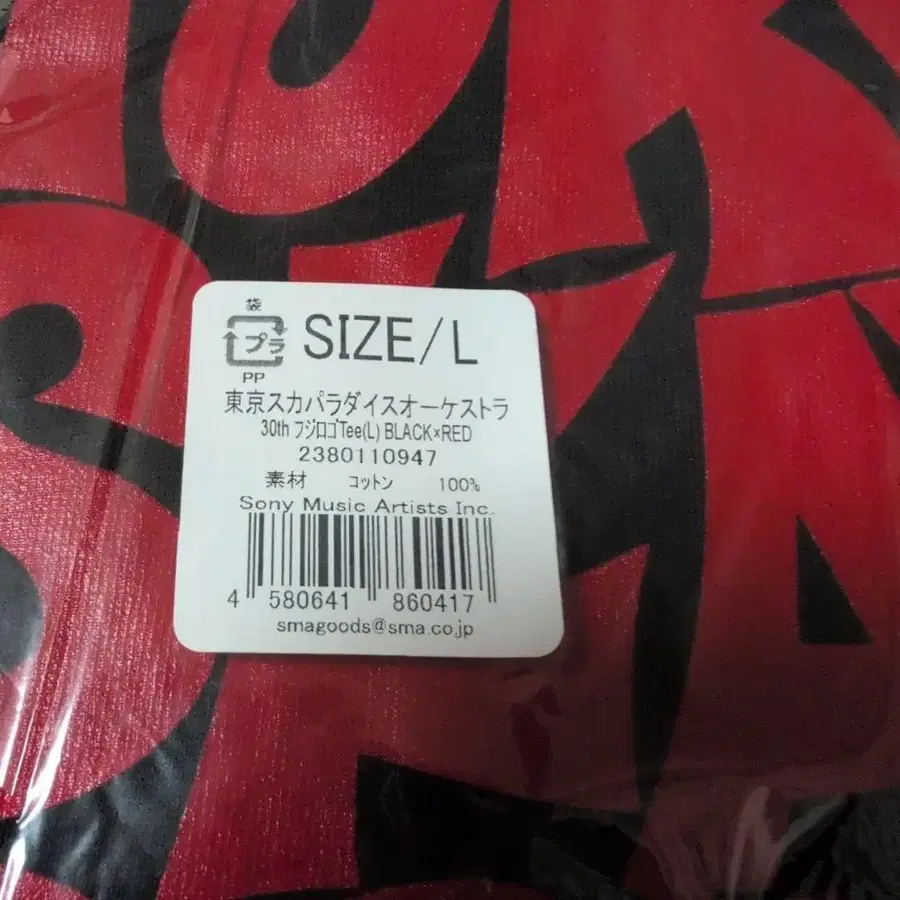 袋
プラ
PP
SIZE/L
東京スカパラダイスオーケストラ
30th フジロゴTee(L) BLACK×RED
2380110947
素材 コットン 100%
Sony Music Artists Inc.
4 580641 860417
smagoods@sma.co.jp